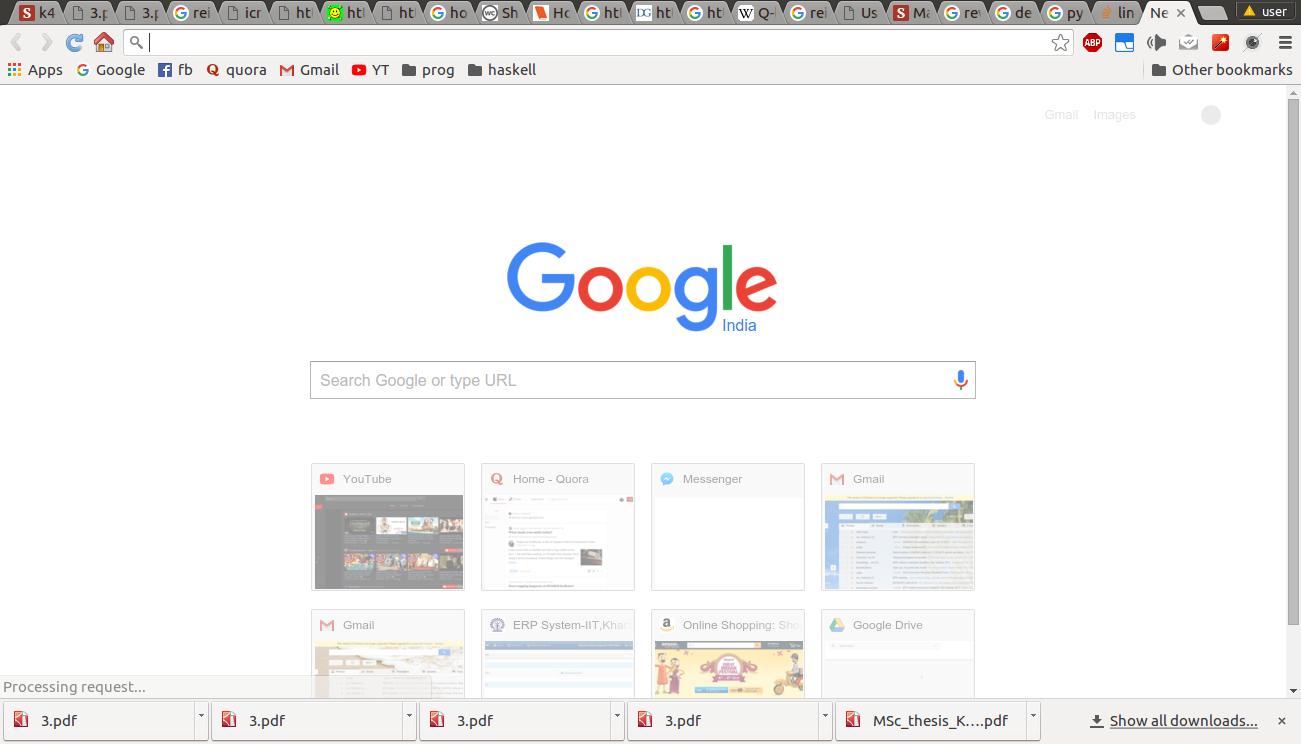 k4 3.p 3.p rei icr ht ht ht ho Sh Ho ht ht ht Q- rei Us Ma re de py lin Ne user
Apps Google fb quora Gmail YT prog haskell Other bookmarks
Gmail Images
Google
India
Search Google or type URL
YouTube Home - Quora Messenger Gmail
Gmail ERP System-IIT,Khar Online Shopping: Sho Google Drive
Processing request...
3.pdf 3.pdf 3.pdf 3.pdf MSc_thesis_K....pdf Show all downloads...